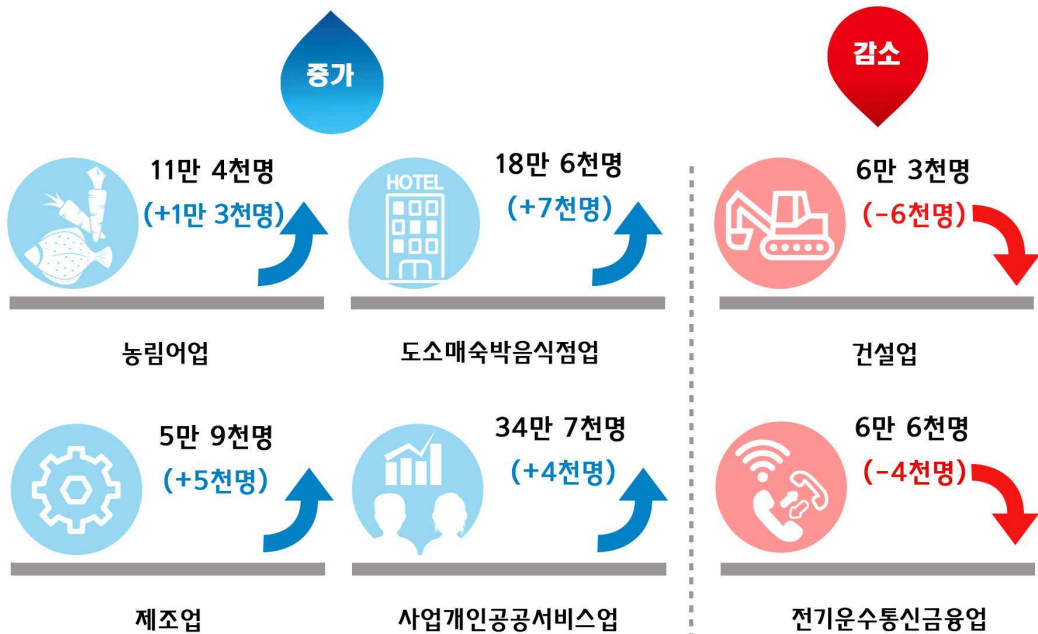 증가
감소
11만 4천명
(+1만 3천명)
농림어업
HOTEL
18만 6천명
(+7천명)
도소매숙박음식점업
6만 3천명
(-6천명)
건설업
5만 9천명
(+5천명)
제조업
34만 7천명
(+4천명)
사업개인공공서비스업
6만 6천명
(-4천명)
전기운수통신금융업